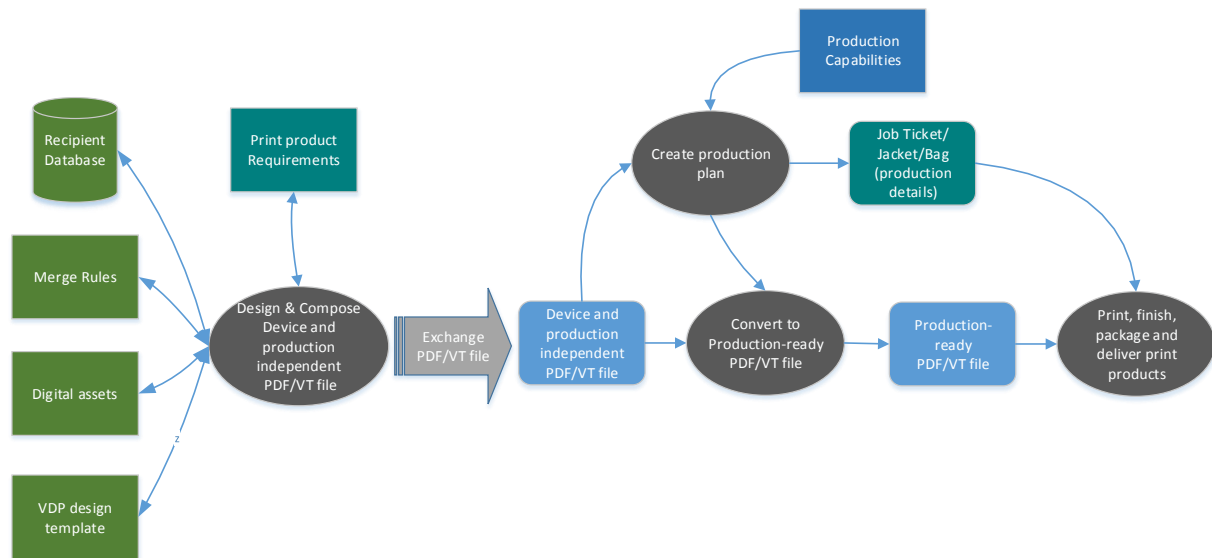 Production
Capabilities
Recipient
Database
Print product
Requirements
Create production
plan
Job Ticket/
Jacket/Bag
(production
details)
Merge Rules
Design & Compose
Device and
production
independent
PDF/VT file
Exchange
PDF/VT file
Device and
production
independent
PDF/VT file
Convert to
Production-ready
PDF/VT file
Production-
ready
PDF/VT file
Print, finish,
package and
deliver print
products
Digital assets
z
VDP design
template